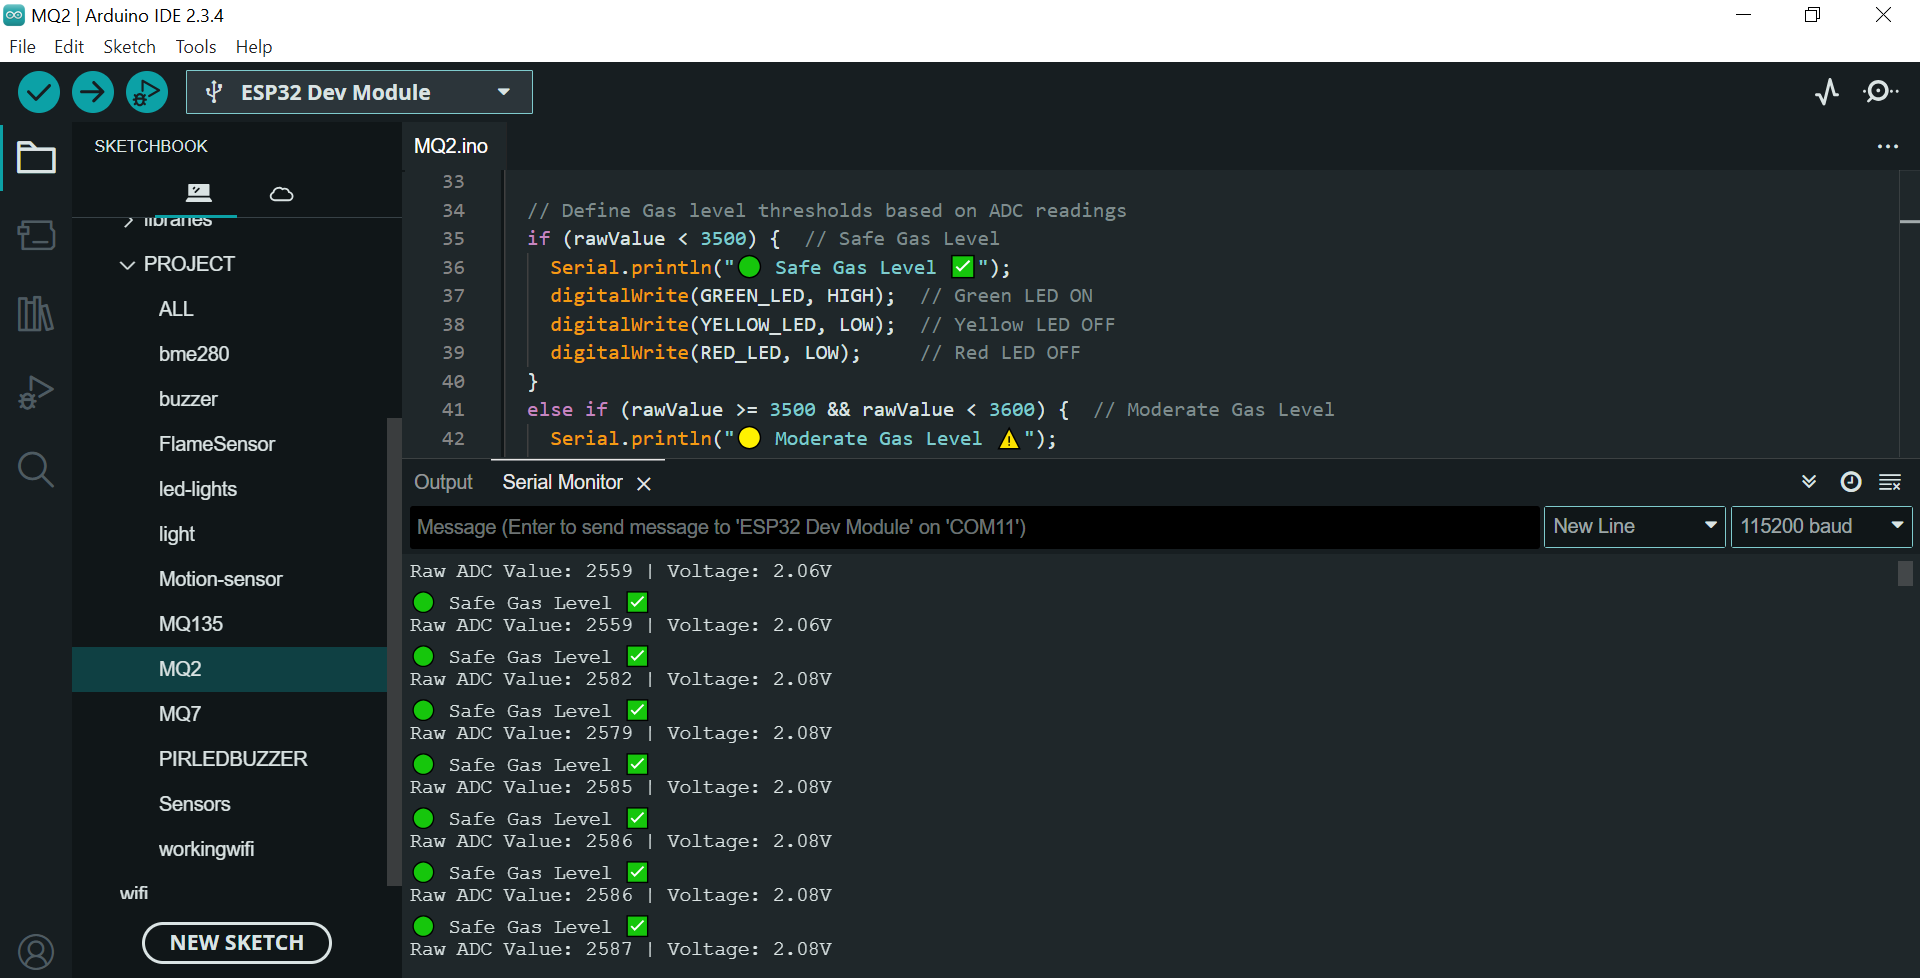 MQ2 | Arduino IDE 2.3.4
File Edit Sketch Tools Help
ESP32 Dev Module
SKETCHBOOK
libraries
PROJECT
ALL
bme280
buzzer
FlameSensor
led-lights
light
Motion-sensor
MQ135
MQ2
MQ7
PIRLEDBUZZER
Sensors
workingwifi
wifi
NEW SKETCH
MQ2.ino
33
34 // Define Gas level thresholds based on ADC readings
35 if (rawValue < 3500) { // Safe Gas Level
36 Serial.println("🟢 Safe Gas Level ✅");
37 digitalWrite(GREEN_LED, HIGH); // Green LED ON
38 digitalWrite(YELLOW_LED, LOW); // Yellow LED OFF
39 digitalWrite(RED_LED, LOW); // Red LED OFF
40 }
41 else if (rawValue >= 3500 && rawValue < 3600) { // Moderate Gas Level
42 Serial.println("🟡 Moderate Gas Level ⚠️");
Output Serial Monitor
Message (Enter to send message to 'ESP32 Dev Module' on 'COM11') New Line 115200 baud
Raw ADC Value: 2559 | Voltage: 2.06V
🟢 Safe Gas Level ✅
Raw ADC Value: 2559 | Voltage: 2.06V
🟢 Safe Gas Level ✅
Raw ADC Value: 2582 | Voltage: 2.08V
🟢 Safe Gas Level ✅
Raw ADC Value: 2579 | Voltage: 2.08V
🟢 Safe Gas Level ✅
Raw ADC Value: 2585 | Voltage: 2.08V
🟢 Safe Gas Level ✅
Raw ADC Value: 2586 | Voltage: 2.08V
🟢 Safe Gas Level ✅
Raw ADC Value: 2586 | Voltage: 2.08V
🟢 Safe Gas Level ✅
Raw ADC Value: 2587 | Voltage: 2.08V